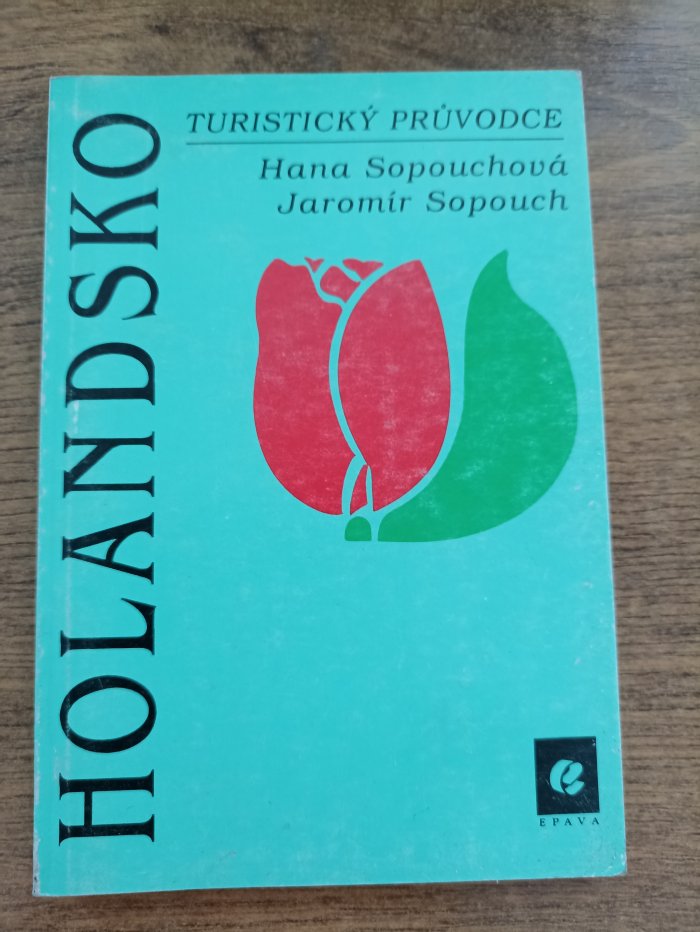 HOLANDSKO
TURISTICKÝ PRŮVODCE
Hana Sopouchová
Jaromír Sopouch
EPAVA